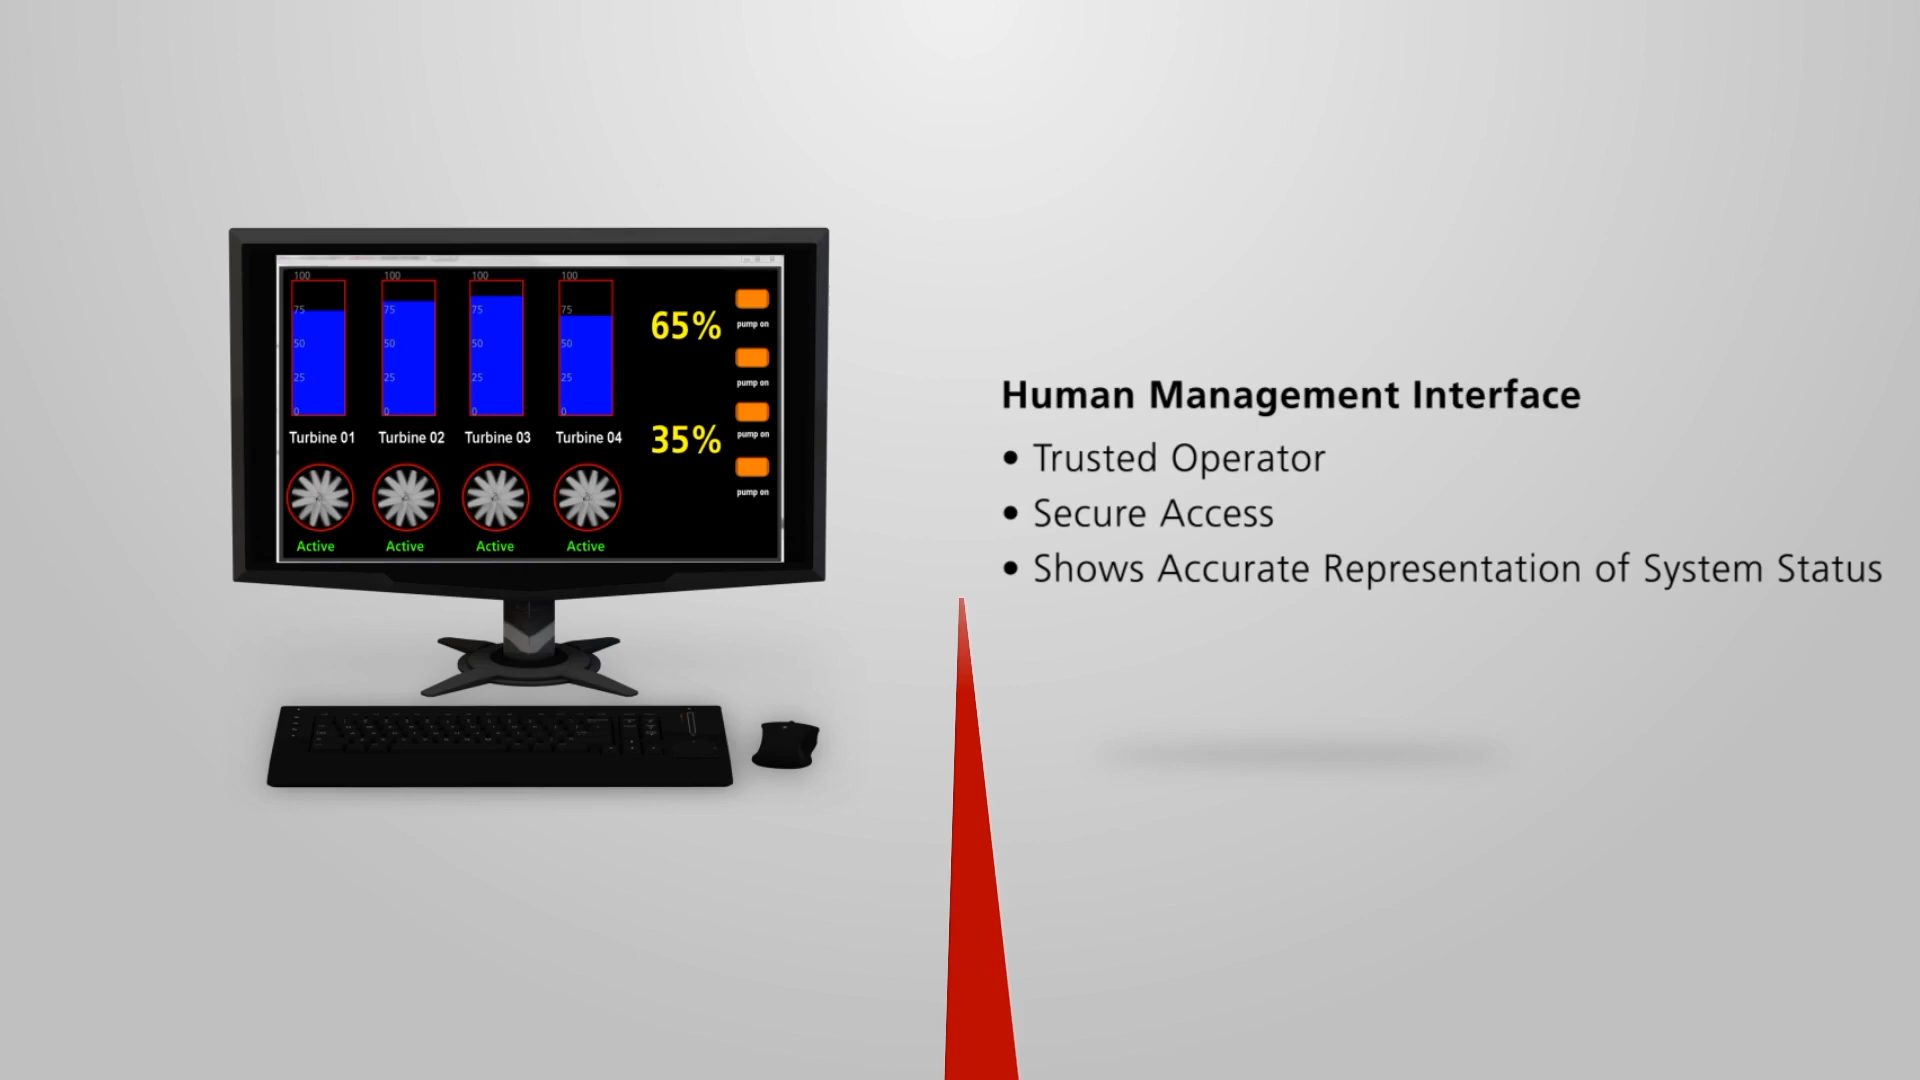 100 100 100 100
75 75 75 75
50 50 50 50
25 25 25 25
0 0 0 0
Turbine 01 Turbine 02 Turbine 03 Turbine 04
Active Active Active Active
65%
35%
pump on
pump on
pump on
pump on
Human Management Interface
• Trusted Operator
• Secure Access
• Shows Accurate Representation of System Status